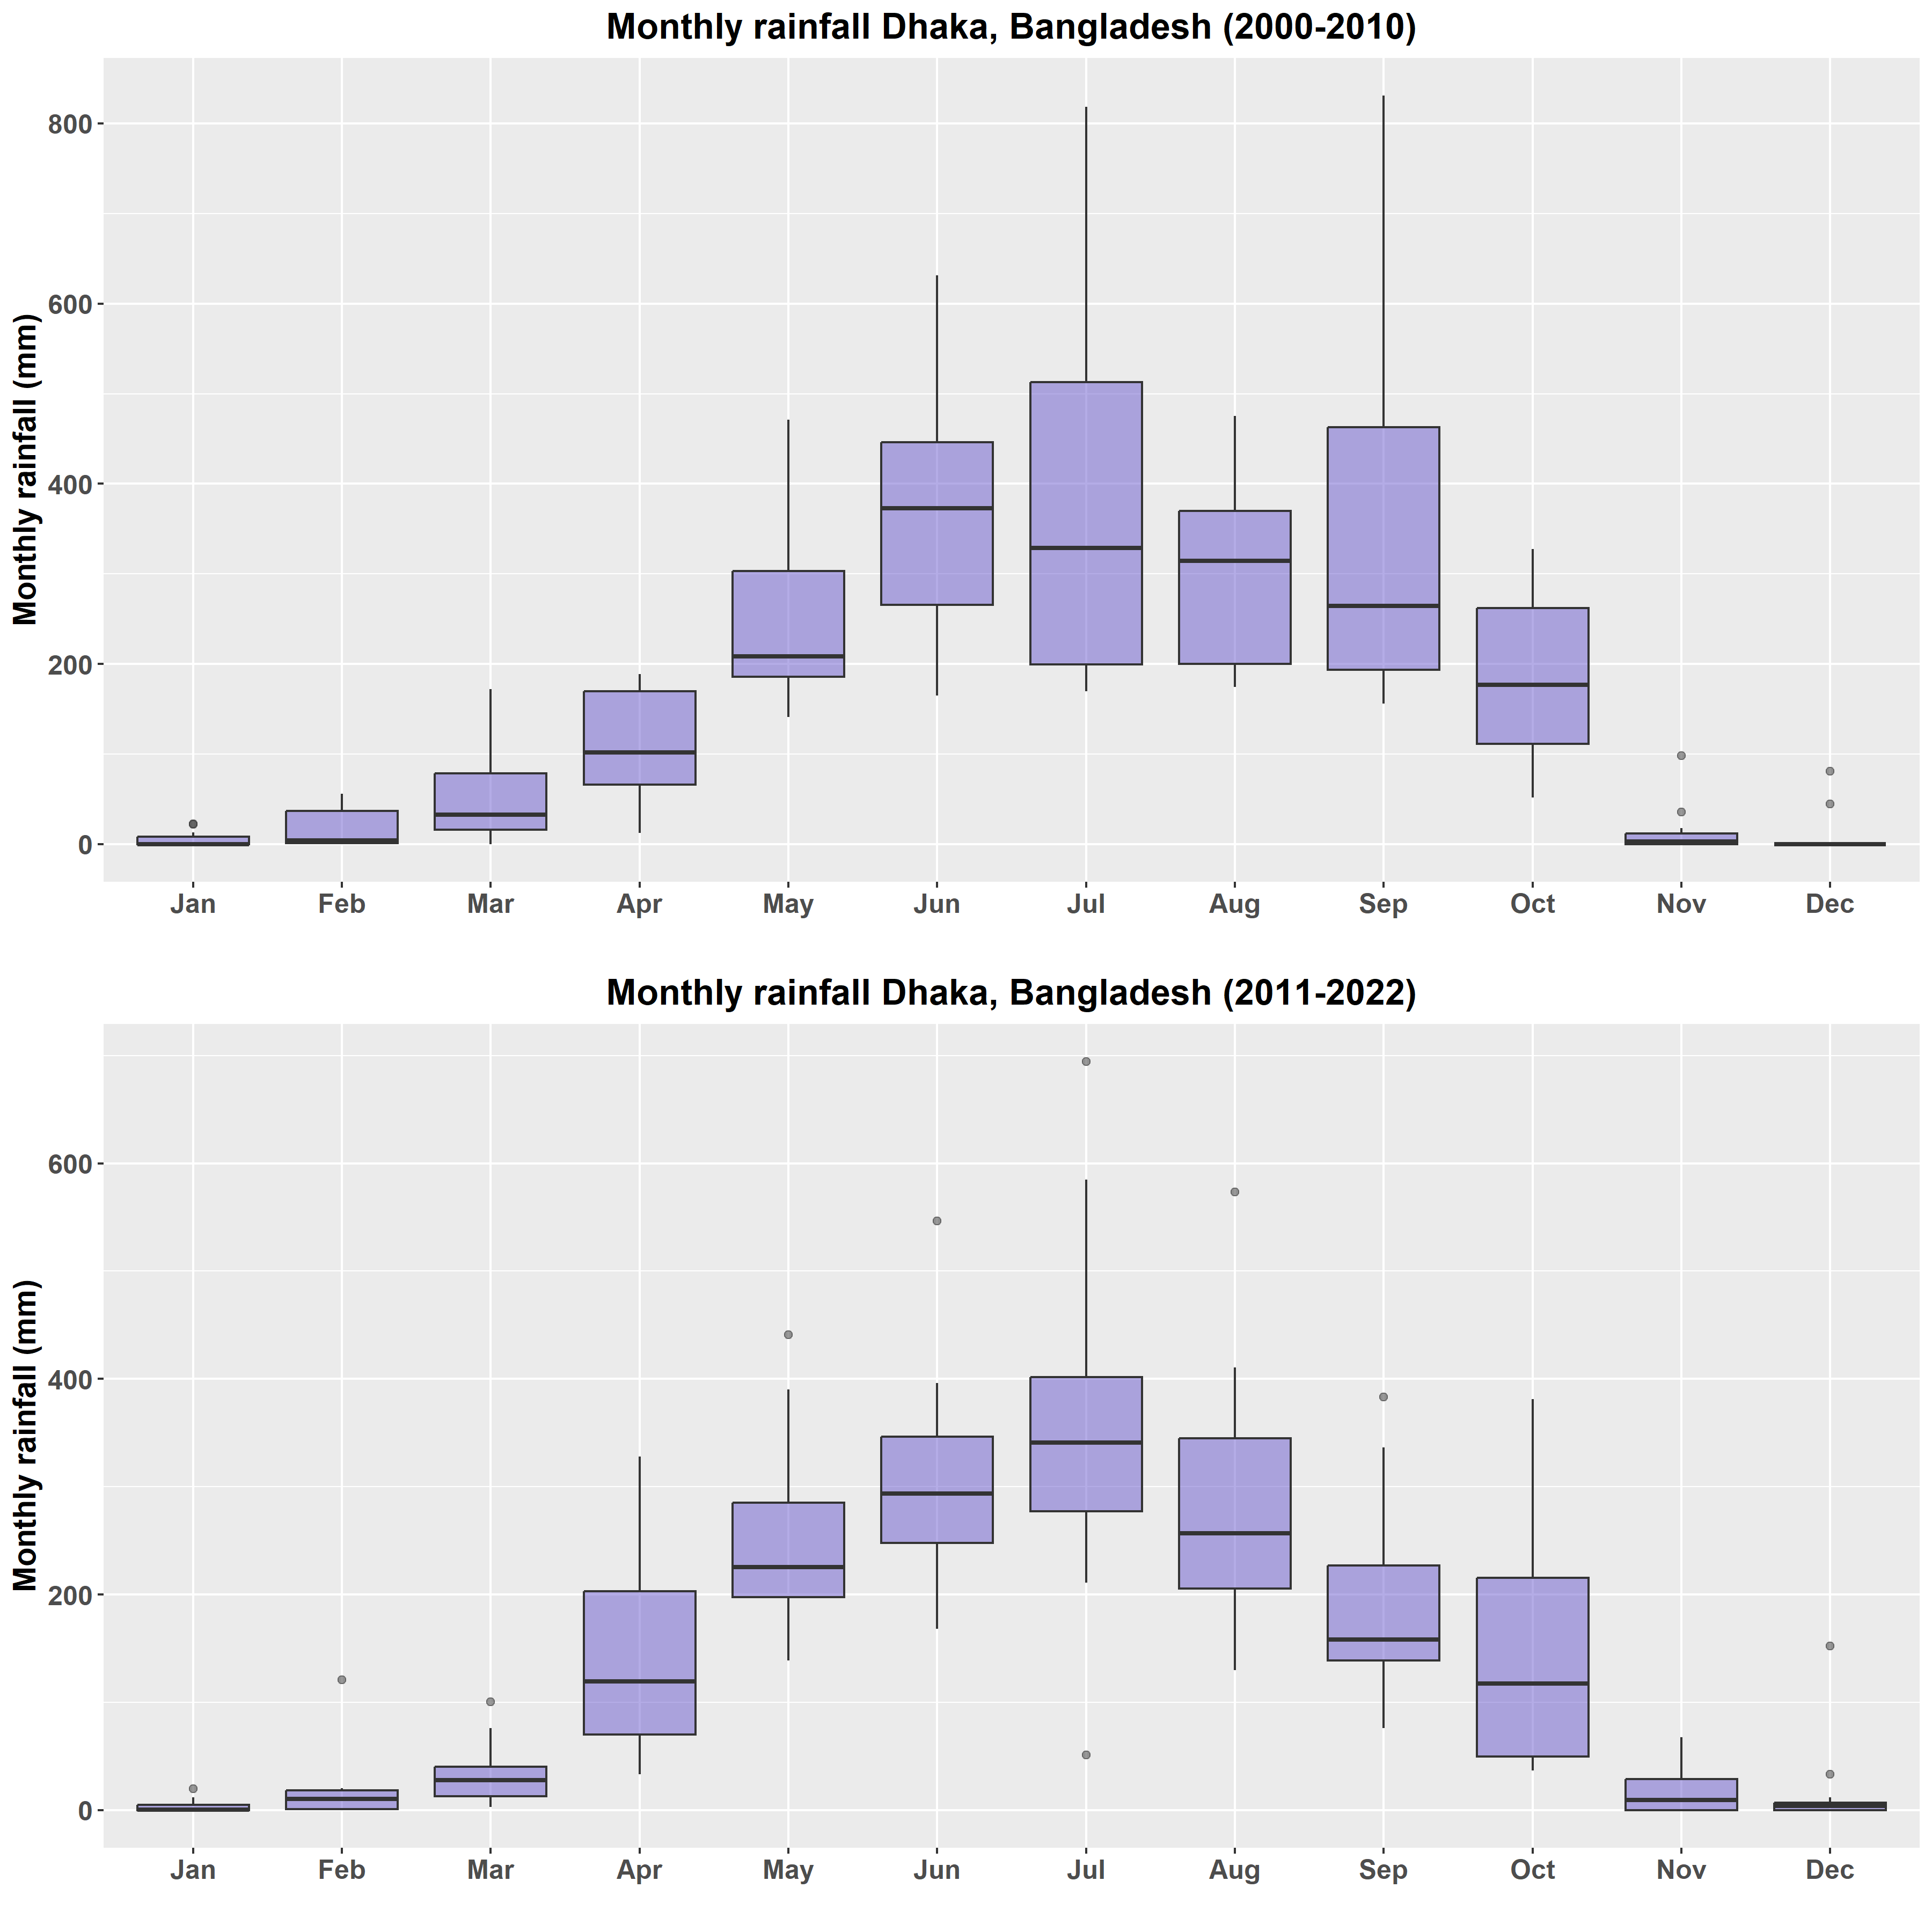 Monthly rainfall Dhaka, Bangladesh (2000-2010)
Monthly rainfall (mm)
800
600
400
200
0
Jan Feb Mar Apr May Jun Jul Aug Sep Oct Nov Dec
Monthly rainfall Dhaka, Bangladesh (2011-2022)
Monthly rainfall (mm)
600
400
200
0
Jan Feb Mar Apr May Jun Jul Aug Sep Oct Nov Dec